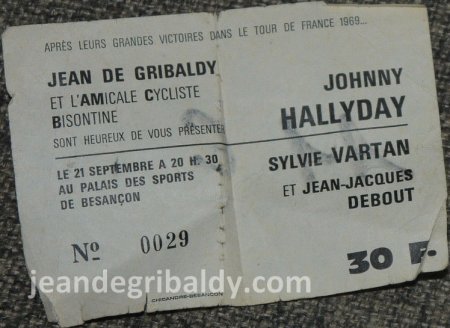 APRÈS LEURS GRANDES VICTOIRES DANS LE TOUR DE FRANCE 1969...
JEAN DE GRIBALDY
ET L'AMICALE CYCLISTE
BISONTINE
SONT HEUREUX DE VOUS PRÉSENTER
LE 21 SEPTEMBRE A 20 H. 30
AU PALAIS DES SPORTS
DE BESANÇON
Nº 0029
JOHNNY
HALLYDAY
SYLVIE VARTAN
ET JEAN-JACQUES
DEBOUT
30 F.
jeandegribaldy.com